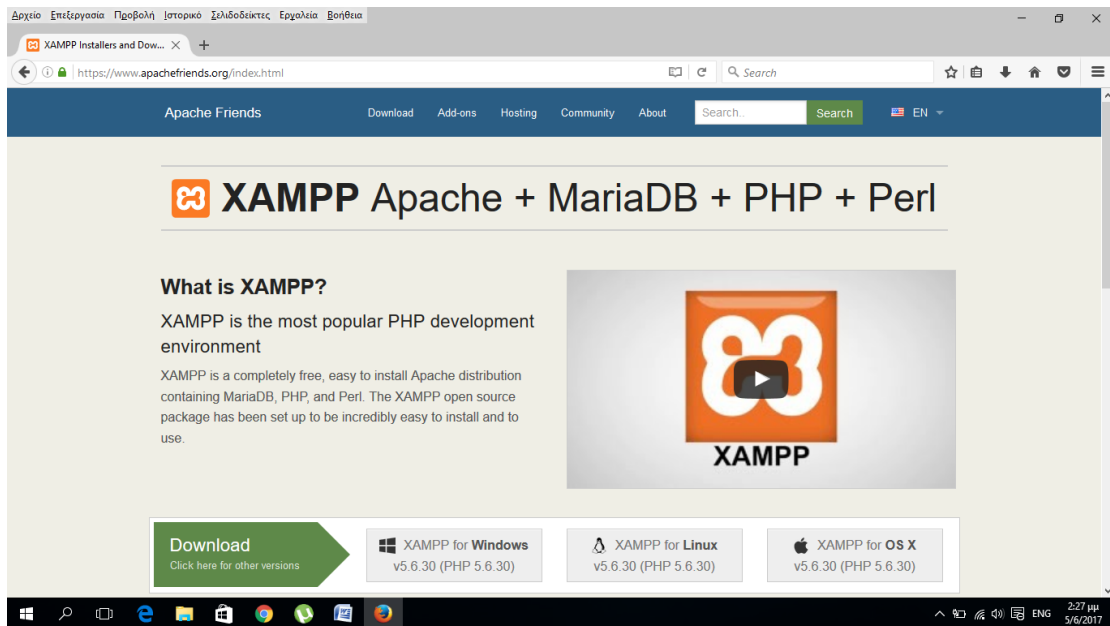 Αρχείο Επεξεργασία Προβολή Ιστορικό Σελιδοδείκτες Εργαλεία Βοήθεια
XAMPP Installers and Dow...
https://www.apachefriends.org/index.html
Search
Apache Friends
Download Add-ons Hosting Community About
Search..
Search
EN
XAMPP Apache + MariaDB + PHP + Perl
What is XAMPP?
XAMPP is the most popular PHP development
environment
XAMPP is a completely free, easy to install Apache distribution
containing MariaDB, PHP, and Perl. The XAMPP open source
package has been set up to be incredibly easy to install and to
use.
XAMPP
Download
Click here for other versions
XAMPP for Windows
v5.6.30 (PHP 5.6.30)
XAMPP for Linux
v5.6.30 (PHP 5.6.30)
XAMPP for OS X
v5.6.30 (PHP 5.6.30)
ENG
2:27 μμ
5/6/2017